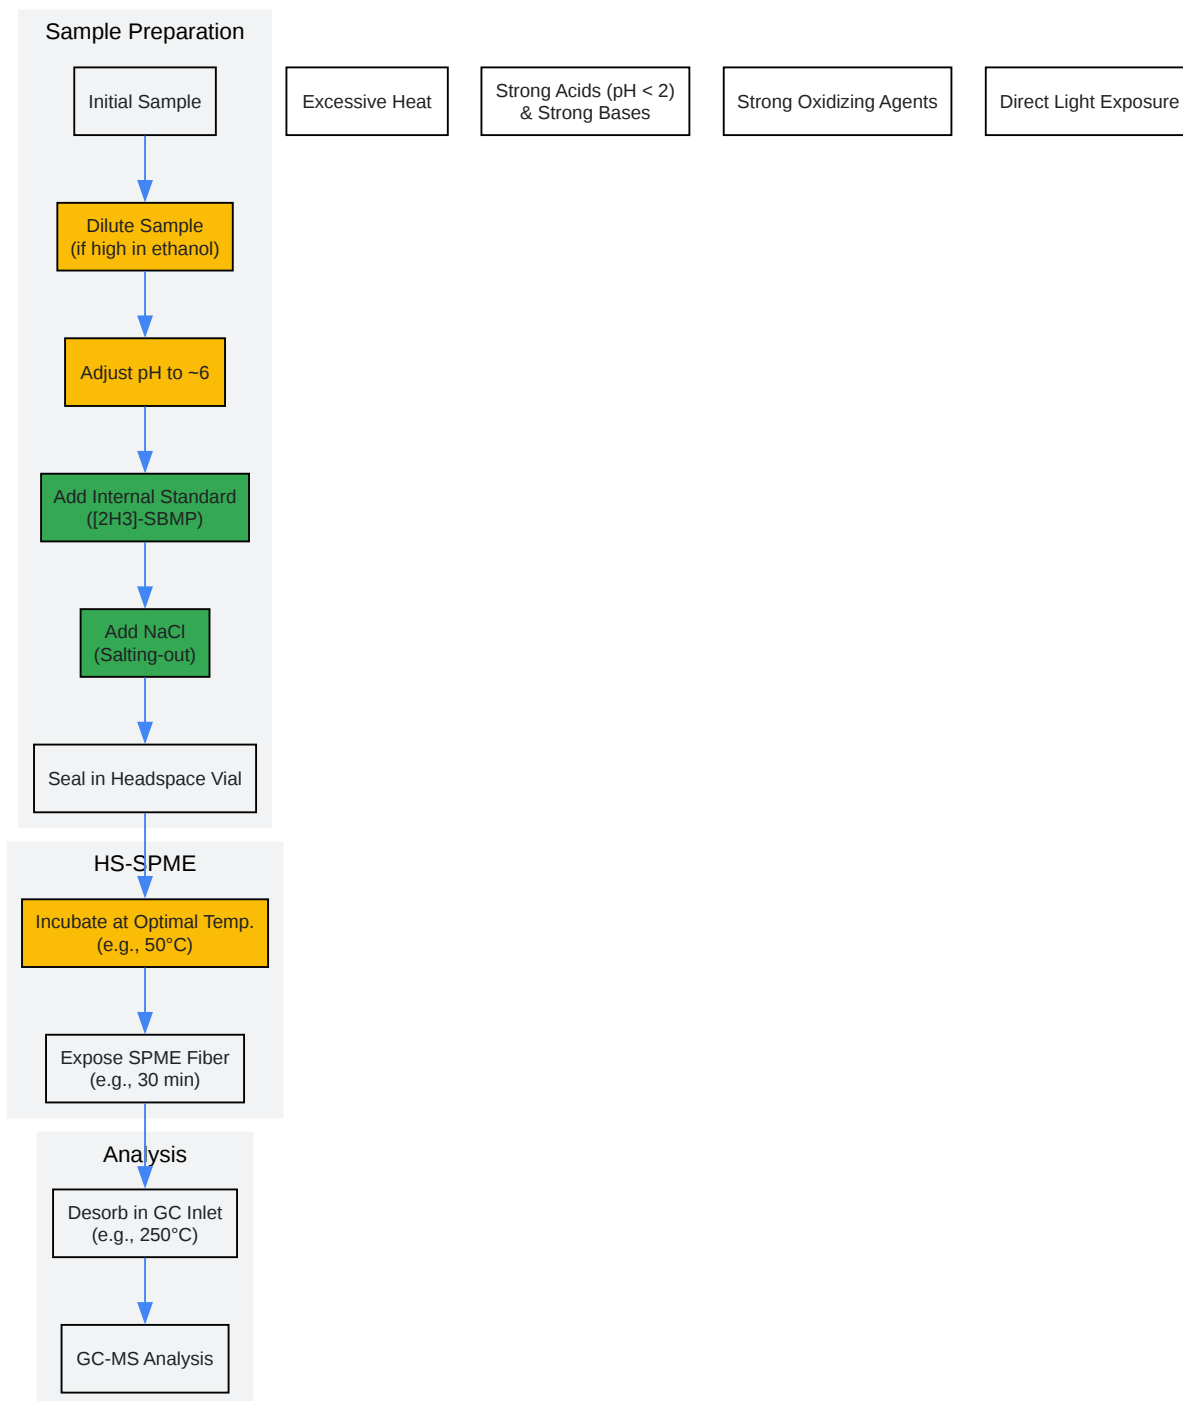 Sample Preparation
Initial Sample
Excessive Heat
Strong Acids (pH < 2)
& Strong Bases
Strong Oxidizing Agents
Direct Light Exposure
Dilute Sample
(if high in ethanol)
Adjust pH to ~6
Add Internal Standard
([2H3]-SBMP)
Add NaCl
(Salting-out)
Seal in Headspace Vial
HS-SPME
Incubate at Optimal Temp.
(e.g., 50°C)
Expose SPME Fiber
(e.g., 30 min)
Analysis
Desorb in GC Inlet
(e.g., 250°C)
GC-MS Analysis